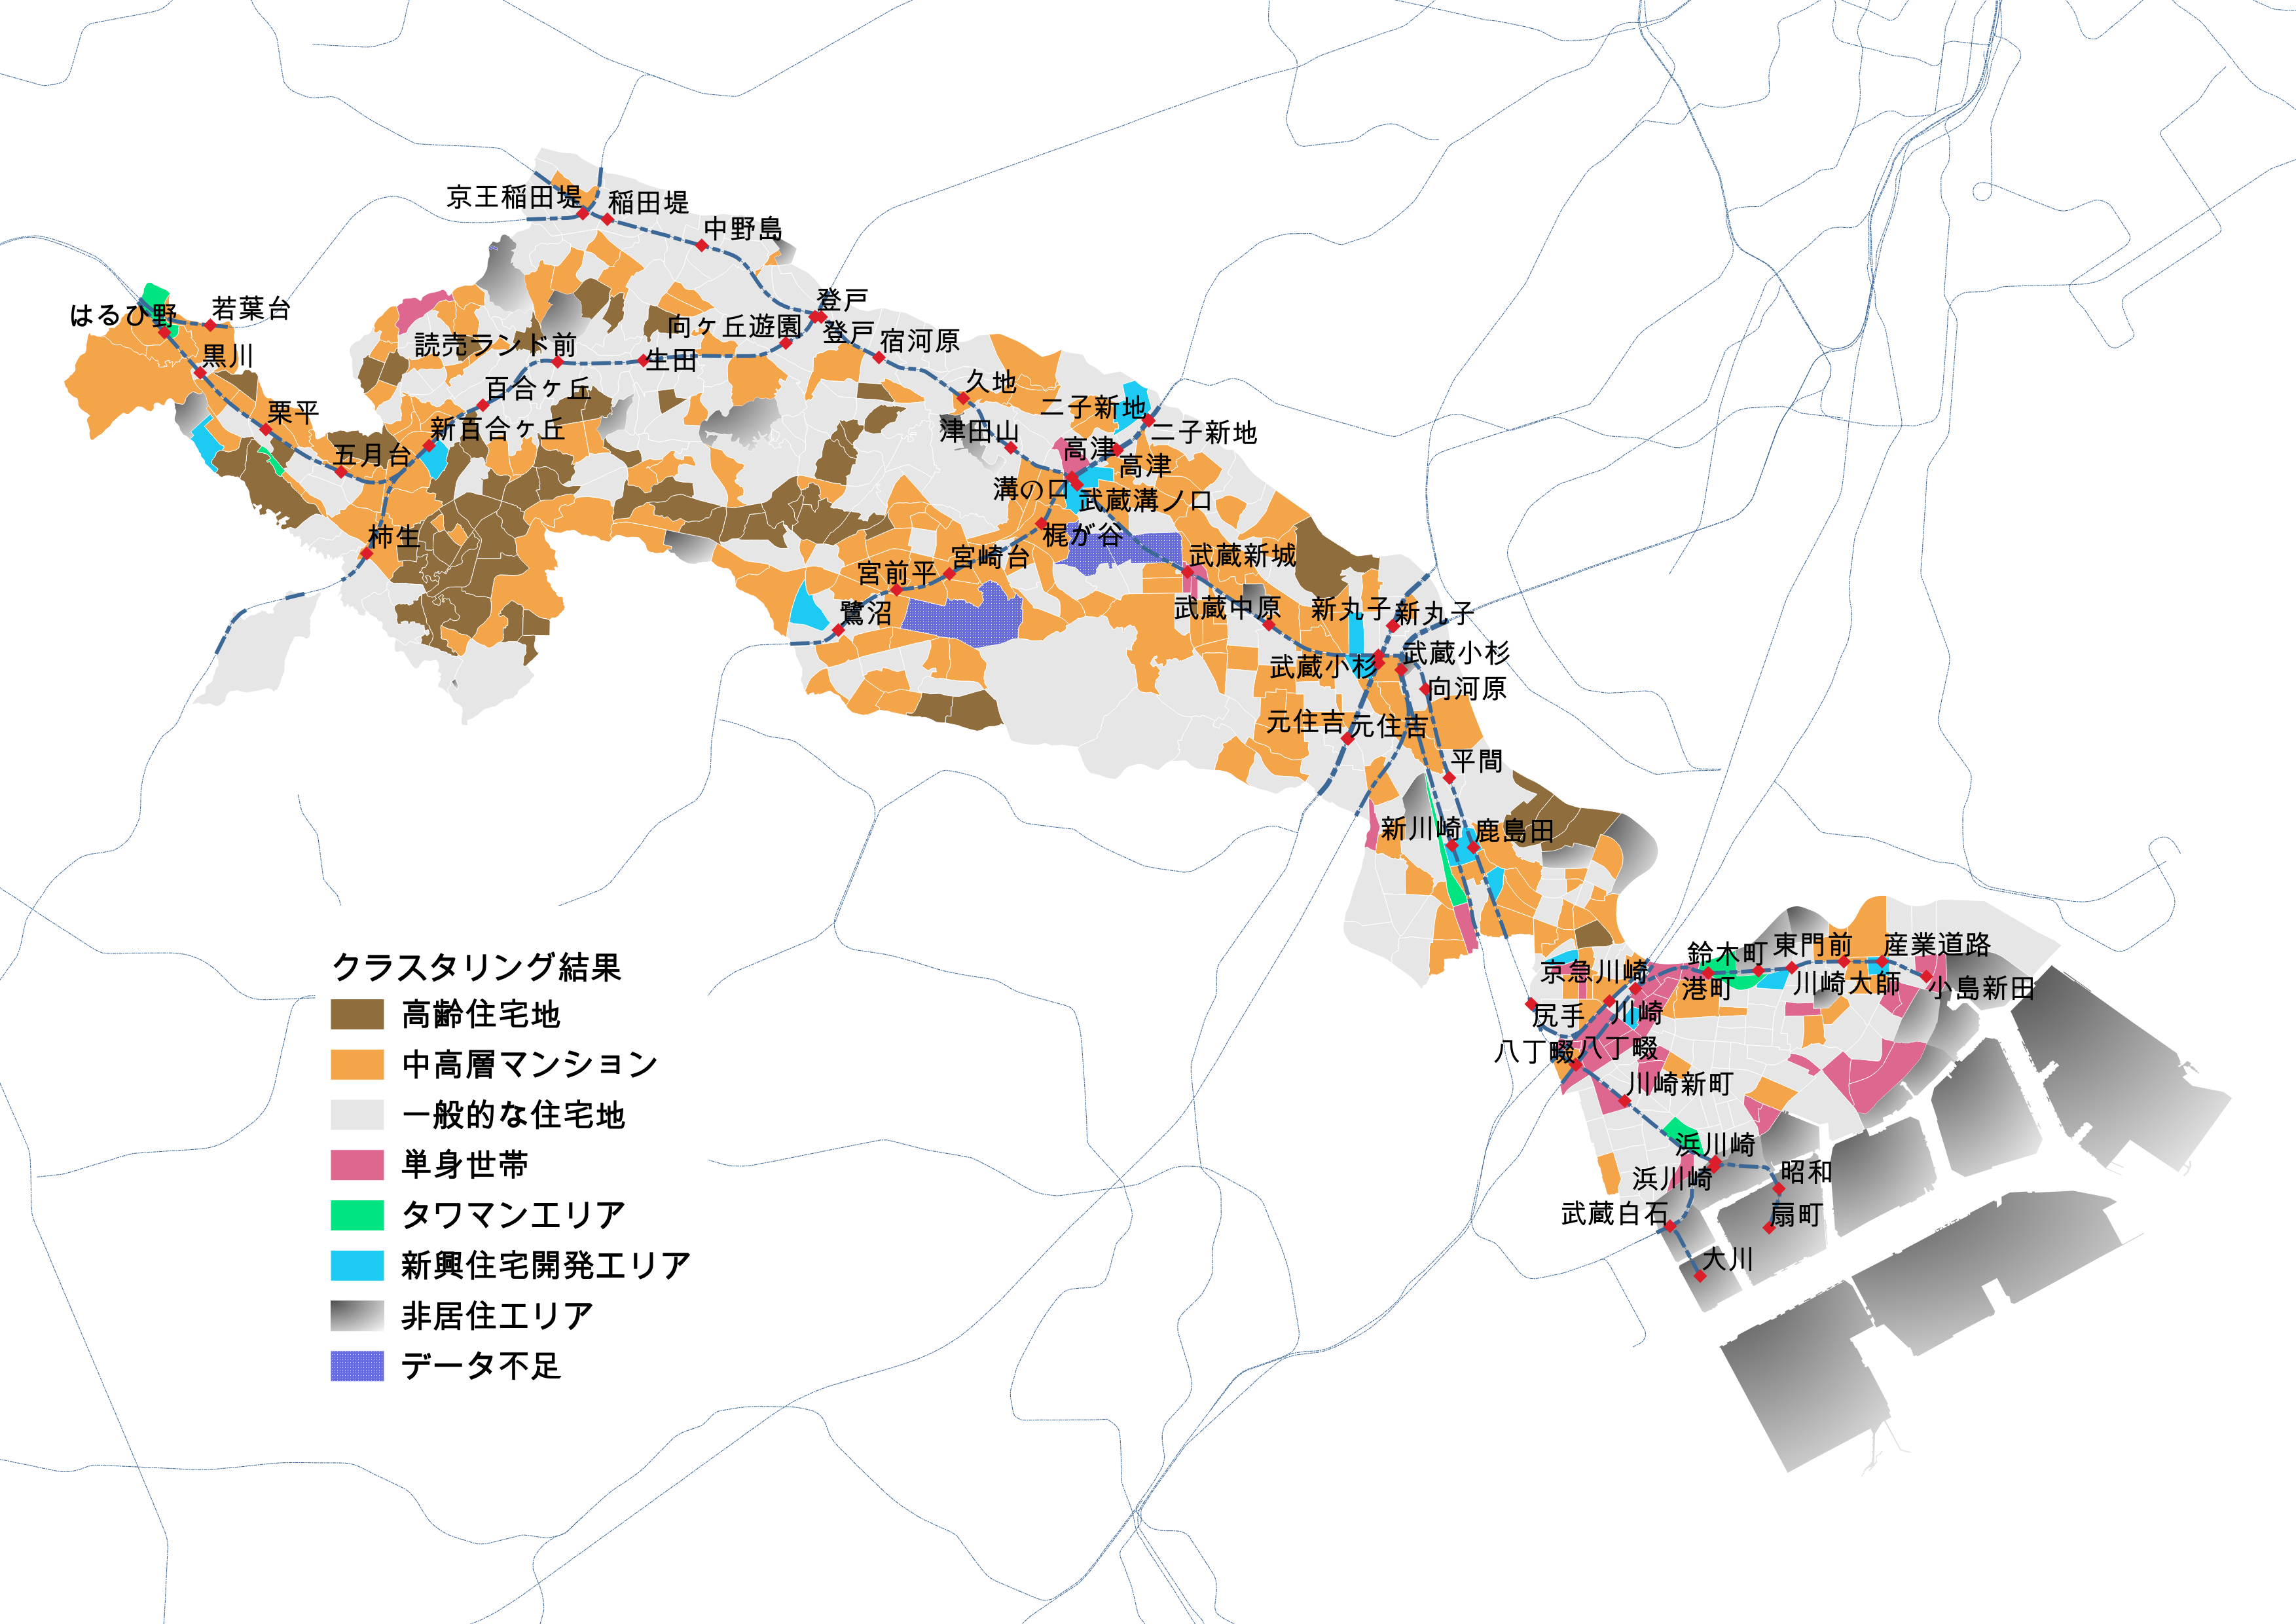 京王稲田堤
稲田堤
中野島
はるひ野
若葉台
登戸
読売ランド前
向ヶ丘遊園
登戸
宿河原
黒川
生田
百合ヶ丘
久地
栗平
新百合ヶ丘
二子新地
津田山
二子新地
五月台
高津
高津
溝の口
武蔵溝ノ口
柿生
梶が谷
宮崎台
武蔵新城
宮前平
鷺沼
武蔵中原
新丸子
新丸子
武蔵小杉
武蔵小杉
向河原
元住吉
元住吉
平間
新川崎
鹿島田
鈴木町
東門前
産業道路
京急川崎
港町
川崎大師
小島新田
尻手
川崎
八丁畷
八丁畷
川崎新町
浜川崎
浜川崎
昭和
武蔵白石
扇町
大川
クラスタリング結果
高齢住宅地
中高層マンション
一般的な住宅地
単身世帯
タワマンエリア
新興住宅開発エリア
非居住エリア
データ不足